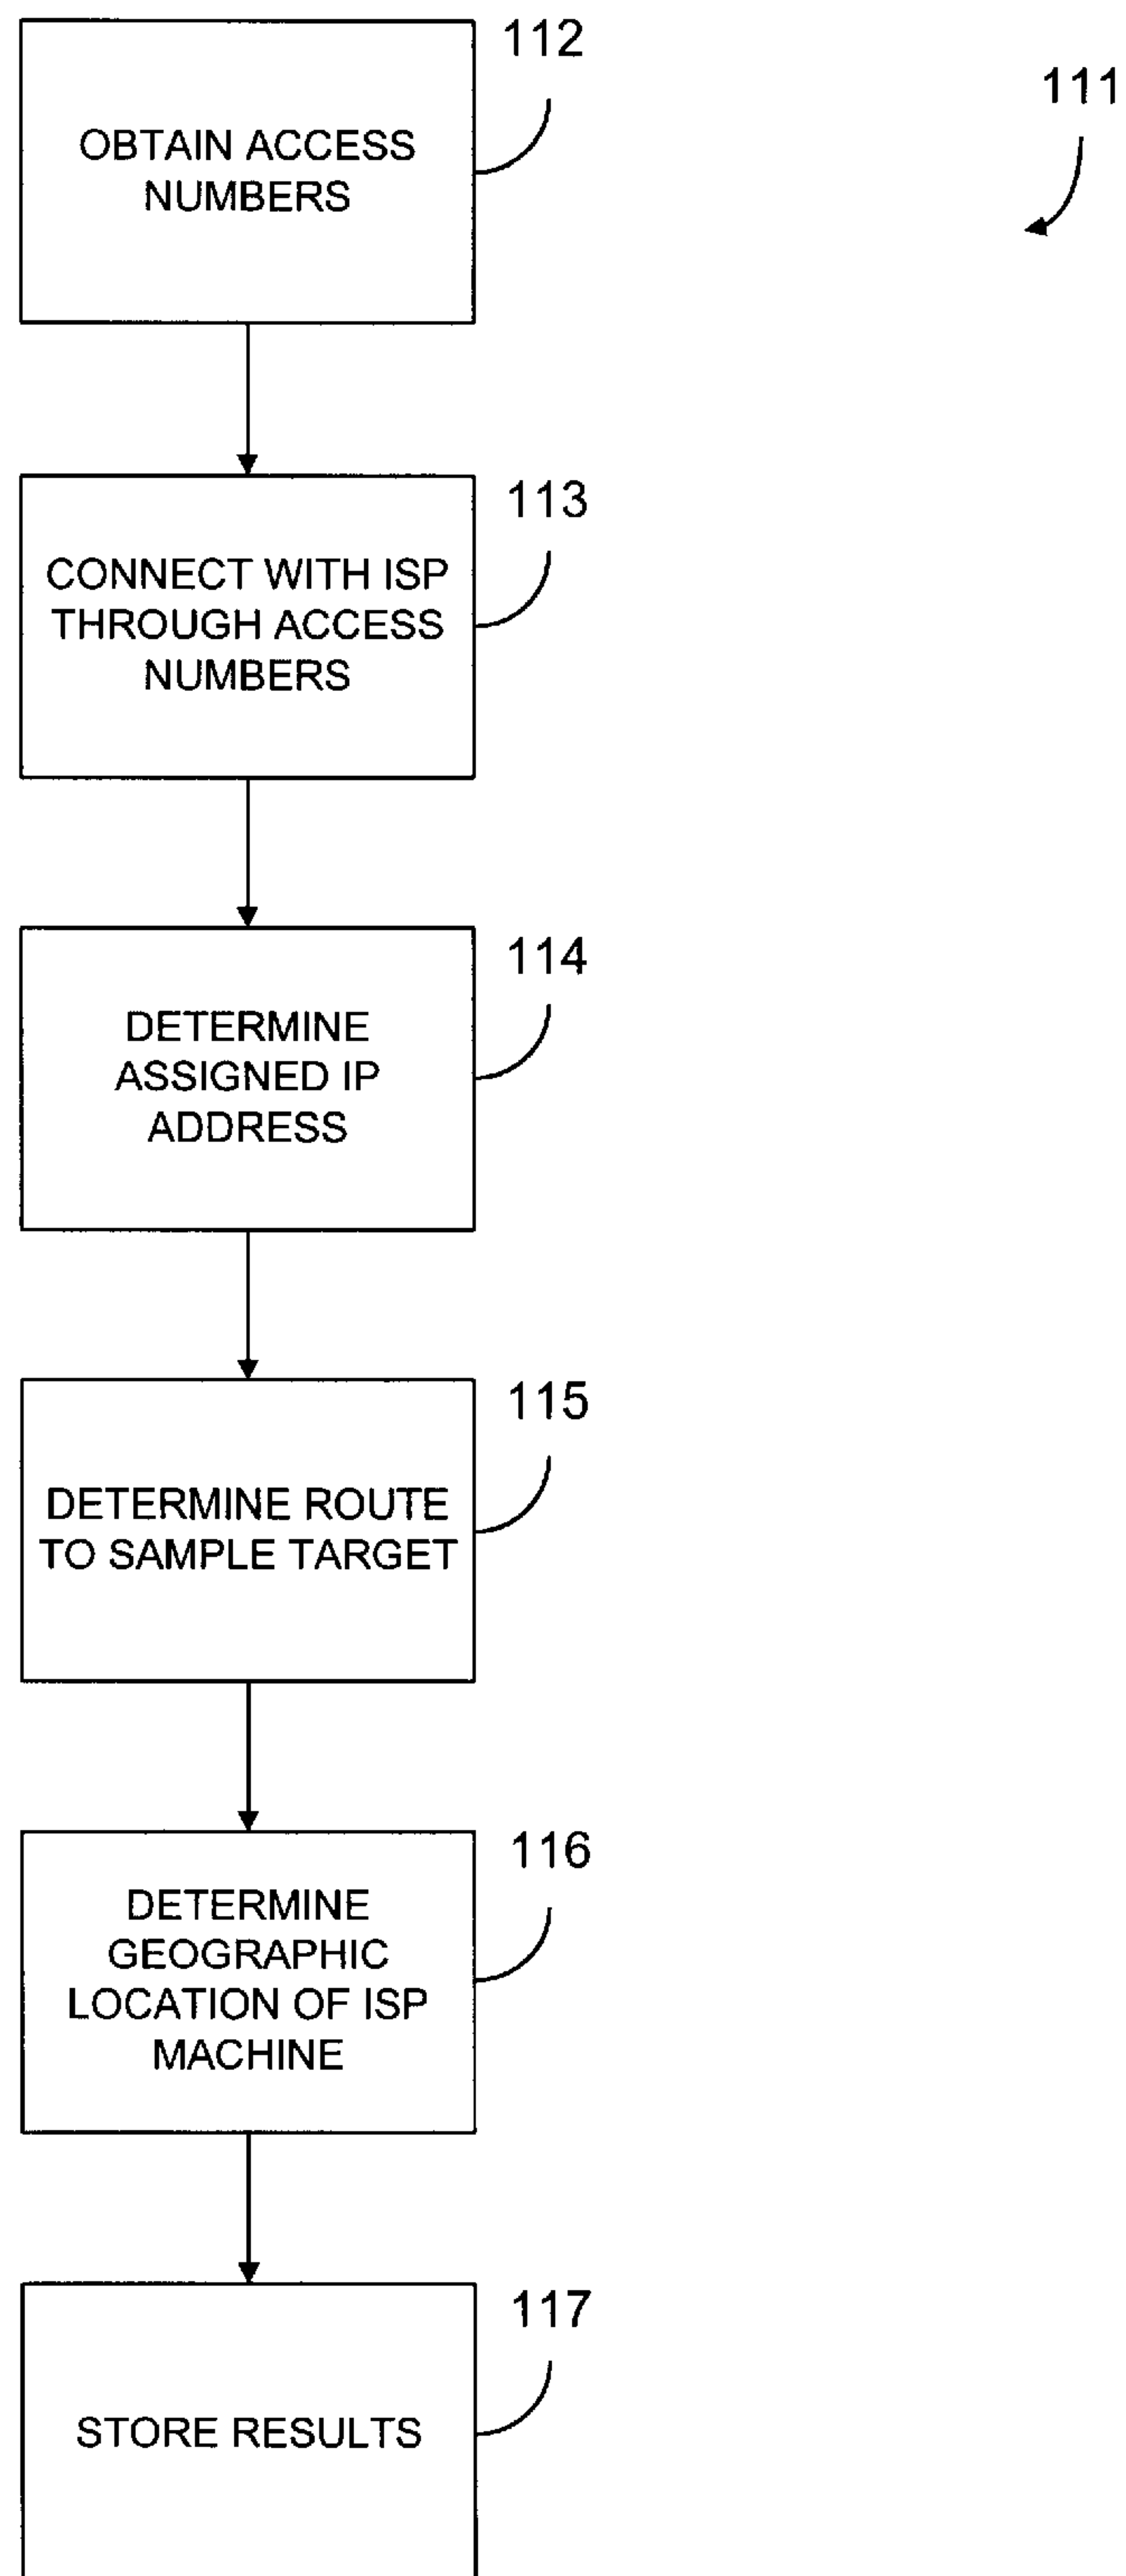 112
111
OBTAIN ACCESS
NUMBERS
113
CONNECT WITH ISP
THROUGH ACCESS
NUMBERS
114
DETERMINE
ASSIGNED IP
ADDRESS
115
DETERMINE ROUTE
TO SAMPLE TARGET
116
DETERMINE
GEOGRAPHIC
LOCATION OF ISP
MACHINE
117
STORE RESULTS